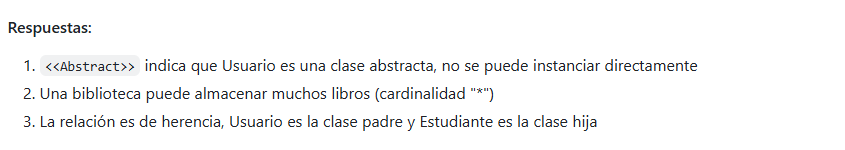 Respuestas:
1. <<Abstract>> indica que Usuario es una clase abstracta, no se puede instanciar directamente
2. Una biblioteca puede almacenar muchos libros (cardinalidad "*")
3. La relación es de herencia, Usuario es la clase padre y Estudiante es la clase hija